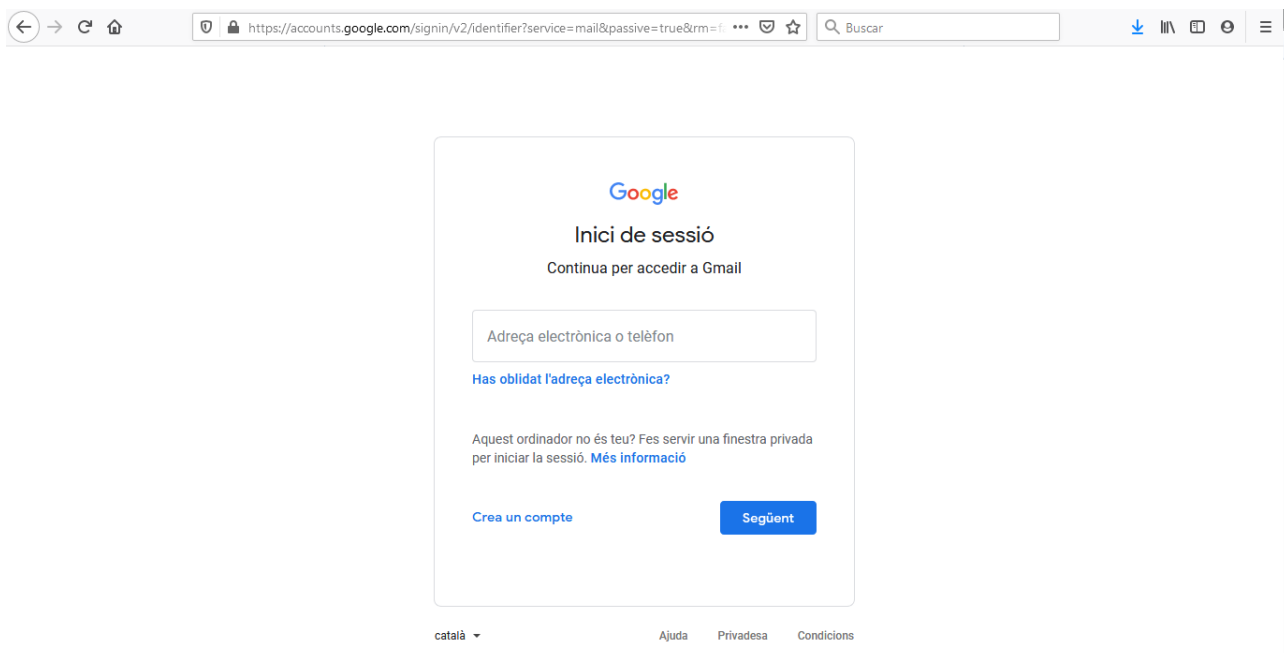 https://accounts.google.com/signin/v2/identifier?service=mail&passive=true&rm=f
Buscar
Google
Inici de sessió
Continua per accedir a Gmail
Adreça electrònica o telèfon
Has oblidat l'adreça electrònica?
Aquest ordinador no és teu? Fes servir una finestra privada
per iniciar la sessió. Més informació
Crea un compte
Següent
català
Ajuda
Privadesa
Condicions